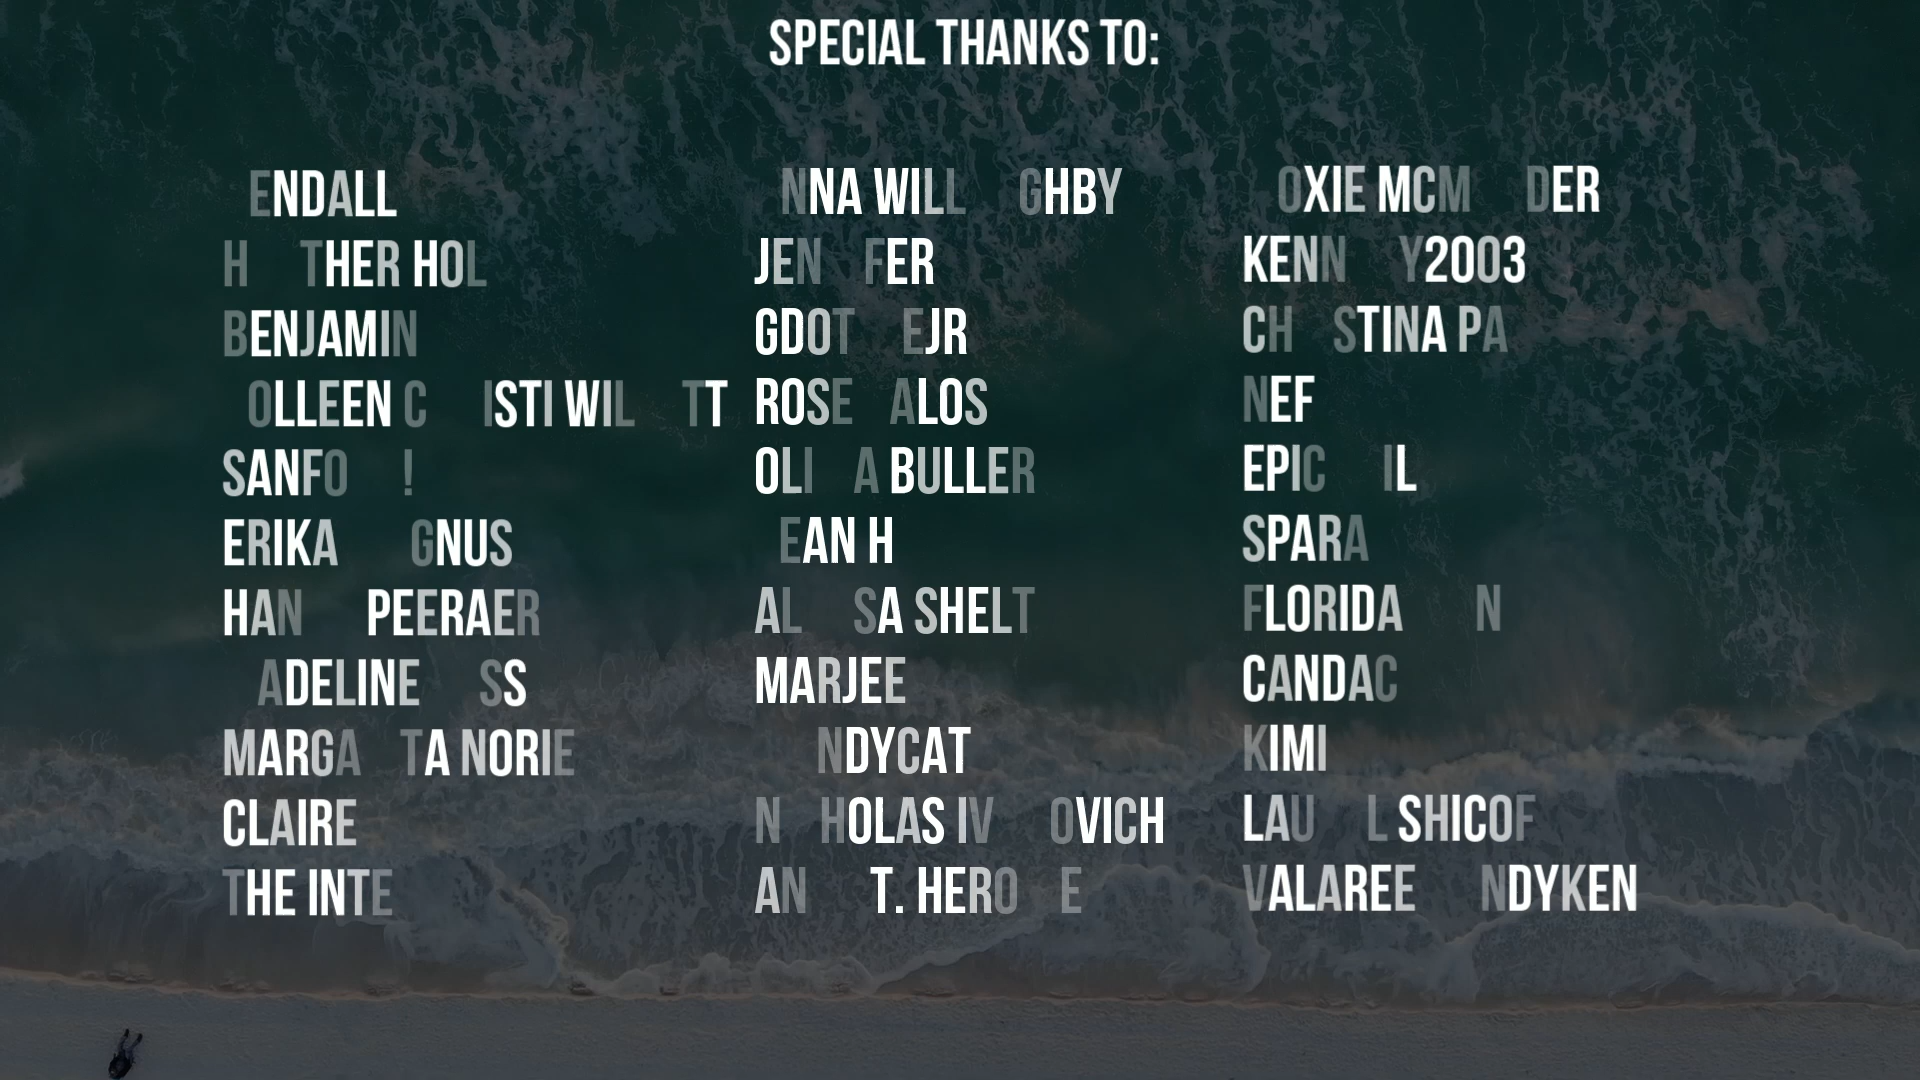 SPECIAL THANKS TO:
ENDALL
H THER HOL
BENJAMIN
OLLEEN C ISTI WIL TT
SANFO !
ERIKA GNUS
HAN PEERAER
ADELINE SS
MARGA TA NORIE
CLAIRE
THE INTE
NNA WILL GHBY
JEN FER
GDOT EJR
ROSE ALOS
OLI A BULLER
EAN H
AL SA SHELT
MARJEE
NDYCAT
N HOLAS IV OVICH
AN T. HERO E
OXIE MCM DER
KENN Y2003
CH STINA PA
NEF
EPIC IL
SPARA
FLORIDA N
CANDAC
KIMI
LAU L SHICOF
VALAREE NDYKEN